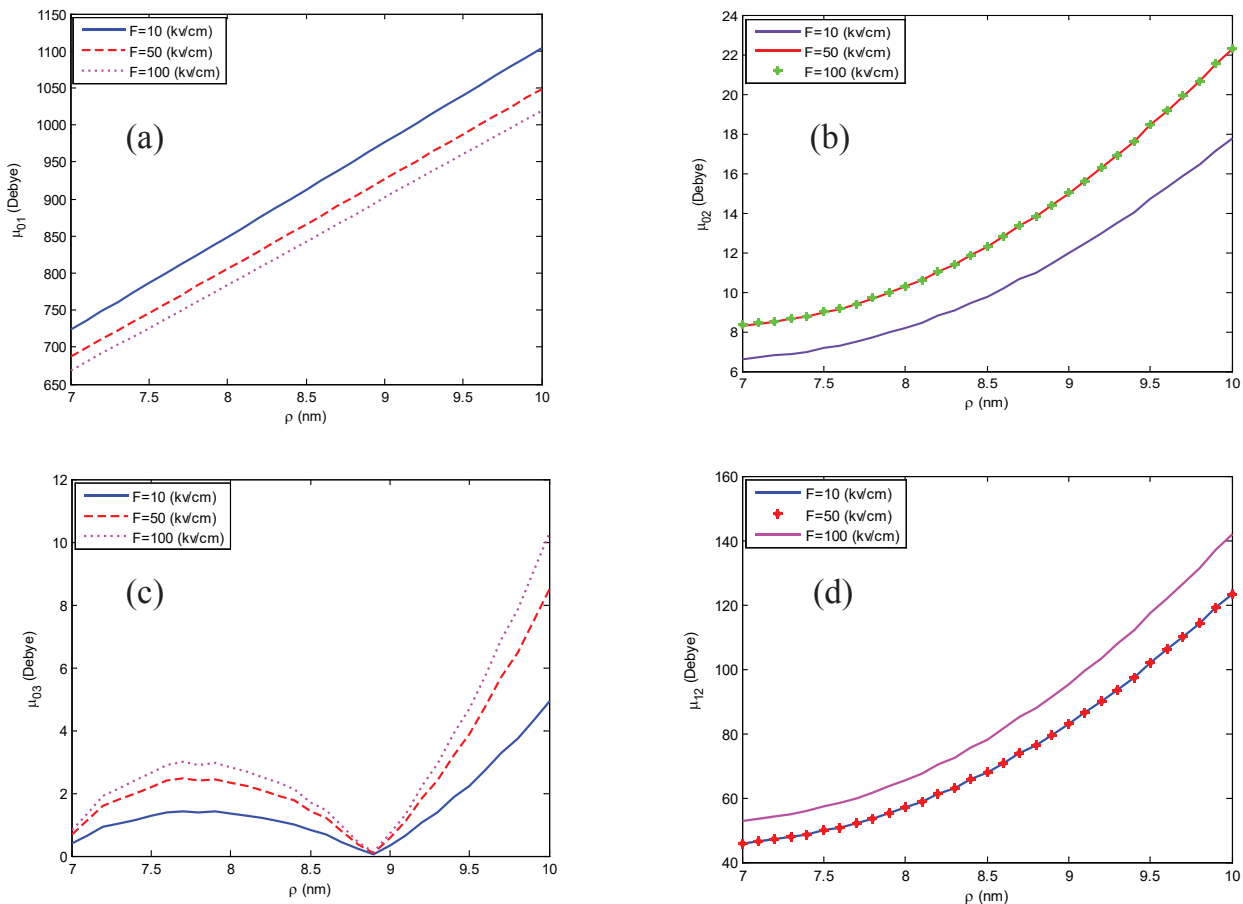 F=10 (kv/cm)
F=50 (kv/cm)
F=100 (kv/cm)
(a)
1150
1100
1050
1000
950
900
850
800
750
700
650
μ01 (Debye)
7 7.5 8 8.5 9 9.5 10
ρ (nm)
F=10 (kv/cm)
F=50 (kv/cm)
F=100 (kv/cm)
(b)
24
22
20
18
16
14
12
10
8
6
μ02 (Debye)
7 7.5 8 8.5 9 9.5 10
ρ (nm)
F=10 (kv/cm)
F=50 (kv/cm)
F=100 (kv/cm)
(c)
12
10
8
6
4
2
0
μ03 (Debye)
7 7.5 8 8.5 9 9.5 10
ρ (nm)
F=10 (kv/cm)
F=50 (kv/cm)
F=100 (kv/cm)
(d)
160
140
120
100
80
60
40
μ12 (Debye)
7 7.5 8 8.5 9 9.5 10
ρ (nm)